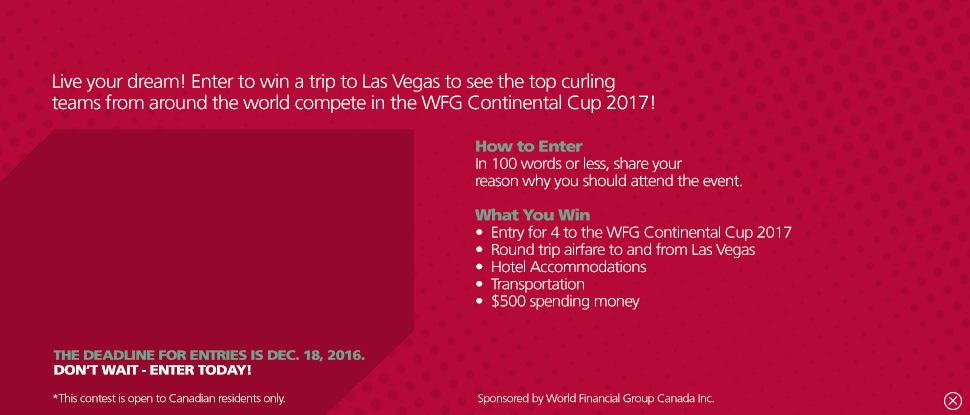 Live your dream! Enter to win a trip to Las Vegas to see the top curling
teams from around the world compete in the WFG Continental Cup 2017!
How to Enter
In 100 words or less, share your
reason why you should attend the event.
What You Win
• Entry for 4 to the WFG Continental Cup 2017
• Round trip airfare to and from Las Vegas
• Hotel Accommodations
• Transportation
• $500 spending money
THE DEADLINE FOR ENTRIES IS DEC. 18, 2016.
DON'T WAIT - ENTER TODAY!
*This contest is open to Canadian residents only.
Sponsored by World Financial Group Canada Inc.